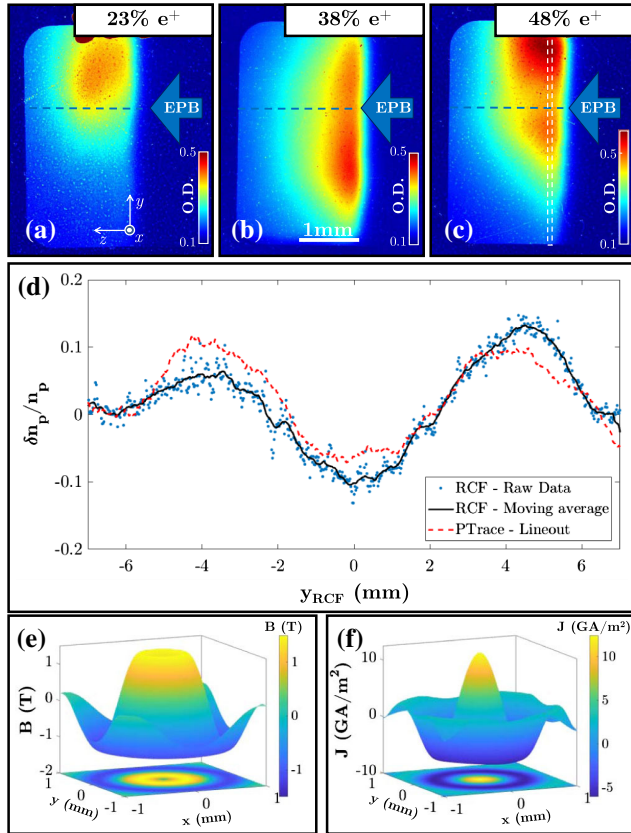 23% e⁺
38% e⁺
48% e⁺
EPB
EPB
EPB
0.5
O.D.
0.1
0.5
O.D.
0.1
0.5
O.D.
0.1
y
z
x
1mm
(a)
(b)
(c)
(d)
0.2
0.1
0
-0.1
-0.2
δnₚ/nₚ
-6
-4
-2
0
2
4
6
y_RCF (mm)
RCF - Raw Data
RCF - Moving average
PTrace - Lineout
(e)
B (T)
1
0
-1
B (T)
1
0
-1
-2
1
0
-1
y (mm)
-1
0
1
x (mm)
(f)
J (GA/m²)
10
5
0
-5
J (GA/m²)
10
0
-10
1
0
-1
y (mm)
-1
0
1
x (mm)